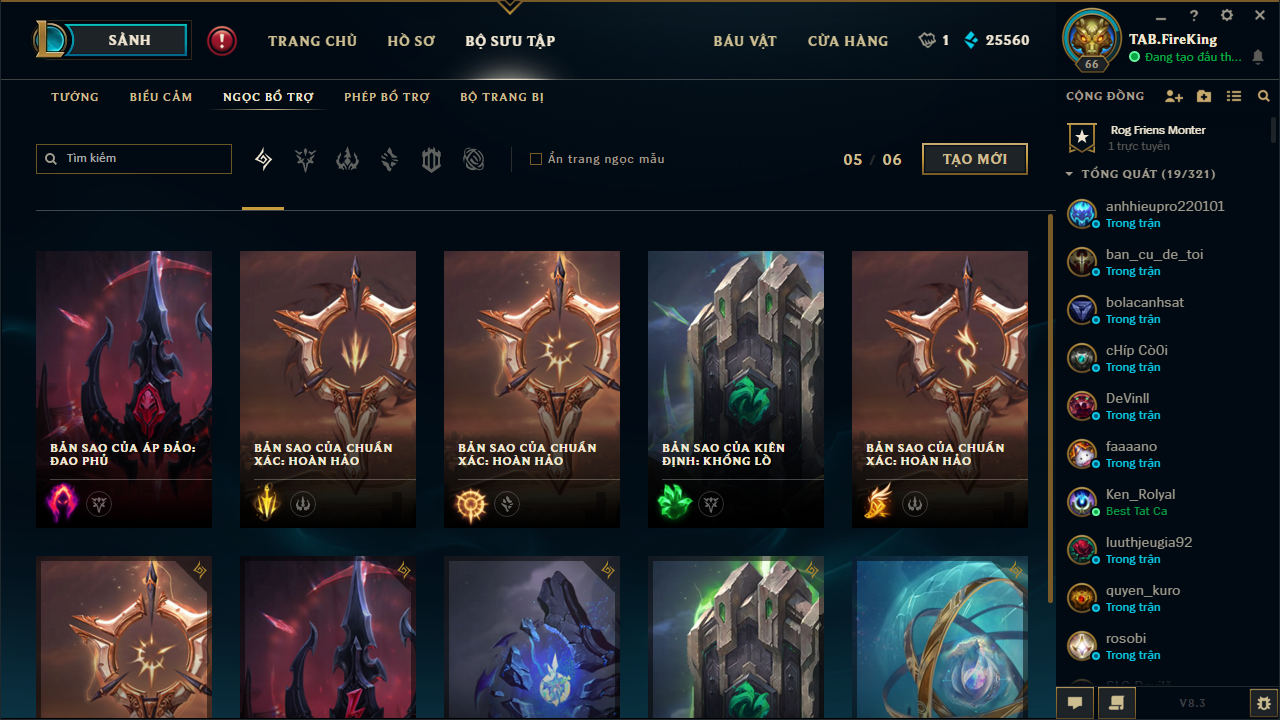 SẢNH
TRANG CHỦ
HỒ SƠ
BỘ SƯU TẬP
BÁU VẬT
CỬA HÀNG
1
25560
66
TAB.FireKing
Đang tạo đấu th...
TƯỚNG
BIỂU CẢM
NGỌC BỔ TRỢ
PHÉP BỔ TRỢ
BỘ TRANG BỊ
Tìm kiếm
Ẩn trang ngọc mẫu
05 / 06
TẠO MỚI
BẢN SAO CỦA ÁP ĐẢO:
ĐAO PHỦ
BẢN SAO CỦA CHUẨN
XÁC: HOÀN HẢO
BẢN SAO CỦA CHUẨN
XÁC: HOÀN HẢO
BẢN SAO CỦA KIÊN
ĐỊNH: KHỔNG LỒ
BẢN SAO CỦA CHUẨN
XÁC: HOÀN HẢO
CỘNG ĐỒNG
Rog Friens Monter
1 trực tuyến
TỔNG QUÁT (19/321)
anhhieupro220101
Trong trận
ban_cu_de_toi
Trong trận
bolacanhsat
Trong trận
cHíp Cò0i
Trong trận
DeVinll
Trong trận
faaaano
Trong trận
Ken_Rolyal
Best Tat Ca
luuthjeugia92
Trong trận
quyen_kuro
Trong trận
rosobi
Trong trận
V8.3